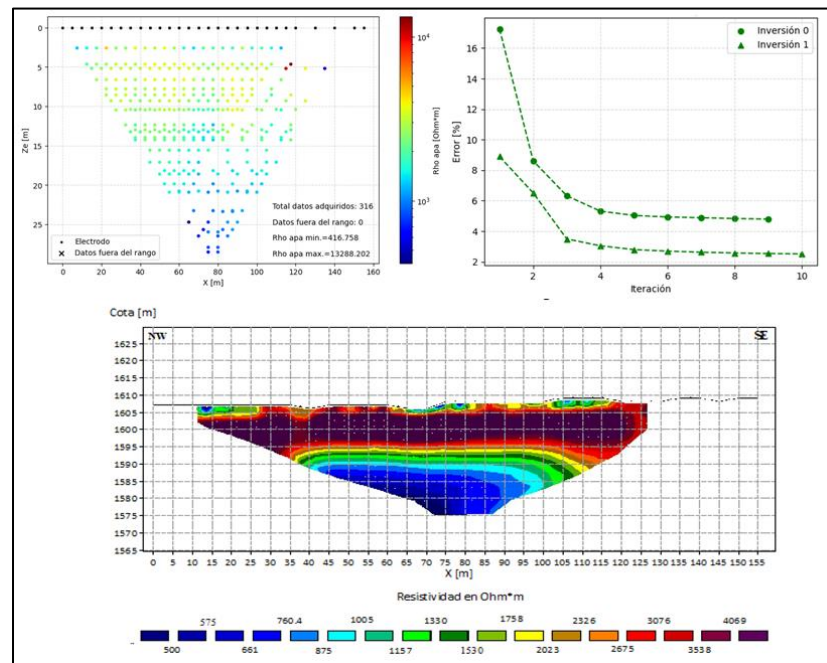 0
5
10
15
20
25
Ze [m]
Total datos adquiridos: 316
Datos fuera del rango: 0
Rho apa min.=416.758
Rho apa max.=13288.202
Electrodo
Datos fuera del rango
0 20 40 60 80 100 120 140 160
X [m]
10⁴
10³
Rho apa [Ohm*m]
Inversión 0
Inversión 1
16
14
12
10
8
6
4
2
Error [%]
2 4 6 8 10
Iteración
Cota [m]
NW SE
1625
1620
1615
1610
1605
1600
1595
1590
1585
1580
1575
1570
1565
0 5 10 15 20 25 30 35 40 45 50 55 60 65 70 75 80 85 90 95 100 105 110 115 120 125 130 135 140 145 150 155
X [m]
Resistividad en Ohm*m
575 760.4 1005 1330 1758 2326 3076 4069
500 661 875 1157 1530 2023 2675 3538